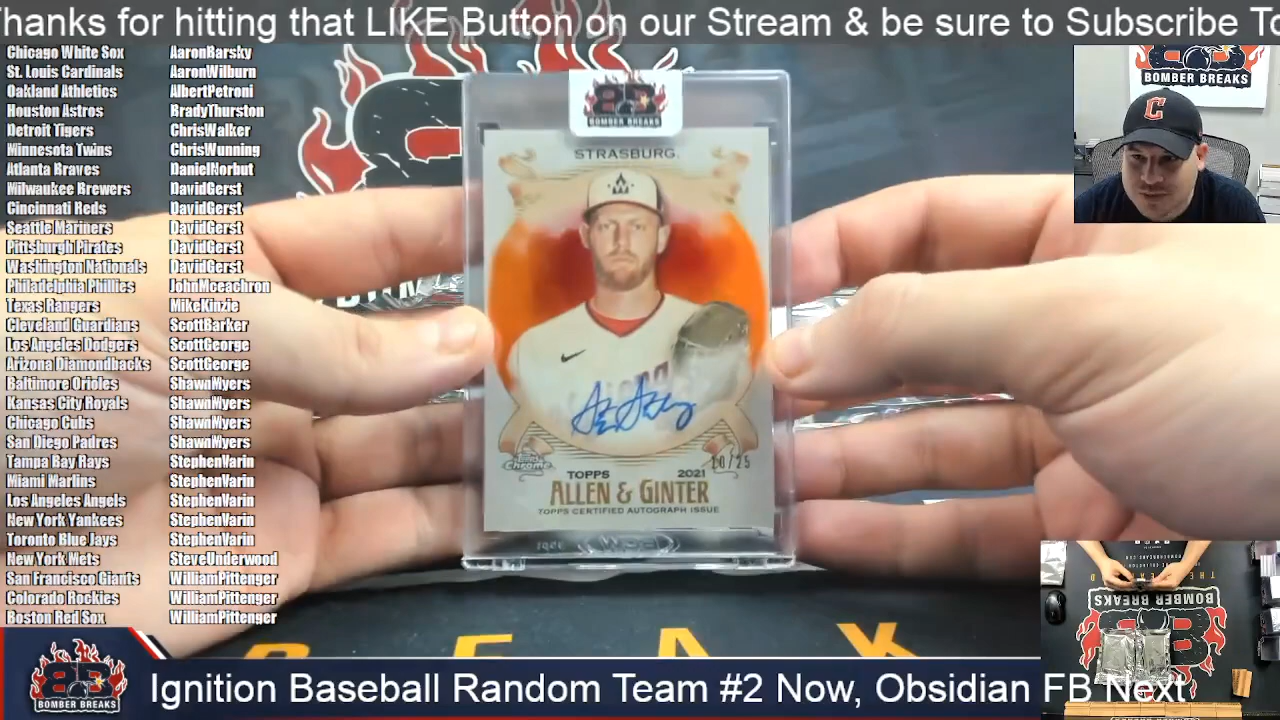 Thanks for hitting that LIKE Button on our Stream & be sure to Subscribe To
Chicago White Sox AaronRarsky
St. Louis Cardinals AaronWilburn
Oakland Athletics AlbertPetroni
Houston Astros BradyThurston
Detroit Tigers ChrisWalker
Minnesota Twins ChrisWunning
Atlanta Braves DanielNorbut
Milwaukee Brewers DavidGerst
Cincinnati Reds DavidGerst
Seattle Mariners DavidGerst
Pittsburgh Pirates DavidGerst
Washington Nationals DavidGerst
Philadelphia Phillies JohnMceachron
Texas Rangers MikeKinzie
Cleveland Guardians ScottBarker
Los Angeles Dodgers ScottGeorge
Arizona Diamondbacks ScottGeorge
Baltimore Orioles ShawnMyers
Kansas City Royals ShawnMyers
Chicago Cubs ShawnMyers
San Diego Padres ShawnMyers
Tampa Bay Rays StephenVarin
Miami Marlins StephenVarin
Los Angeles Angels StephenVarin
New York Yankees StephenVarin
Toronto Blue Jays StephenVarin
New York Mets SteveUnderwood
San Francisco Giants WilliamPittenger
Colorado Rockies WilliamPittenger
Boston Red Sox WilliamPittenger
BOMBER BREAKS
STRASBURG
W
Topps Chrome
10/25
TOPPS 2021
ALLEN & GINTER
TOPPS CERTIFIED AUTOGRAPH ISSUE
BOMBER BREAKS
C
BOMBER
BREAKS
B R E A K
BOMBER BREAKS
Ignition Baseball Random Team #2 Now, Obsidian FB Next